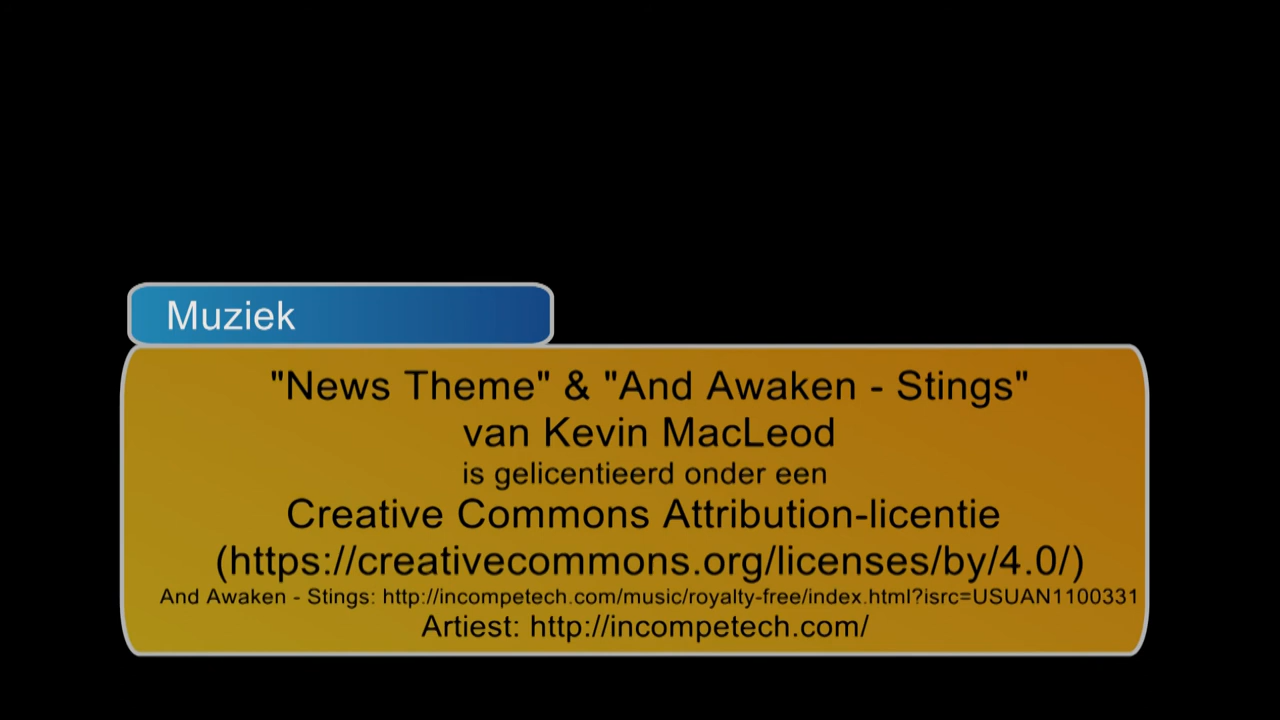 Muziek
"News Theme" & "And Awaken - Stings"
van Kevin MacLeod
is gelicentieerd onder een
Creative Commons Attribution-licentie
(https://creativecommons.org/licenses/by/4.0/)
And Awaken - Stings: http://incompetech.com/music/royalty-free/index.html?isrc=USUAN1100331
Artiest: http://incompetech.com/